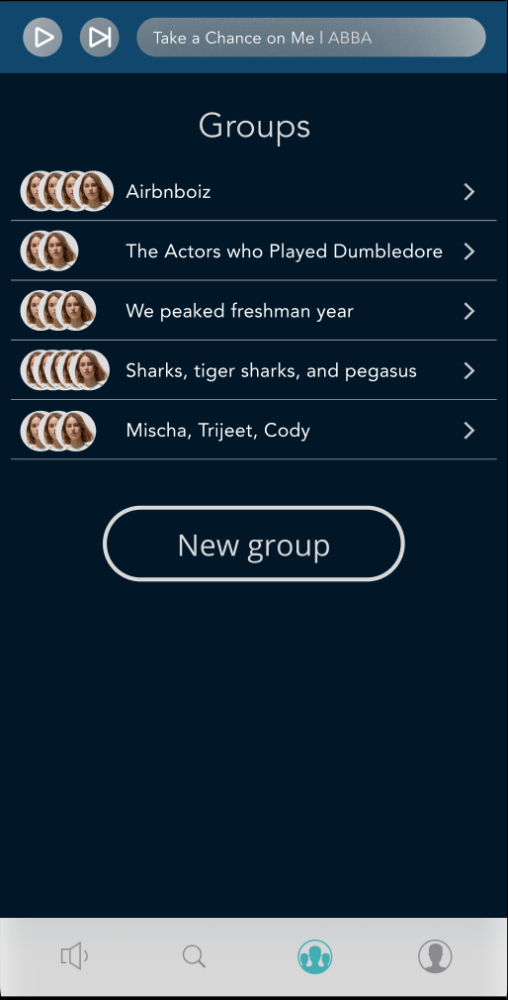 Take a Chance on Me | ABBA
Groups
Airbnboiz
The Actors who Played Dumbledore
We peaked freshman year
Sharks, tiger sharks, and pegasus
Mischa, Trijeet, Cody
New group